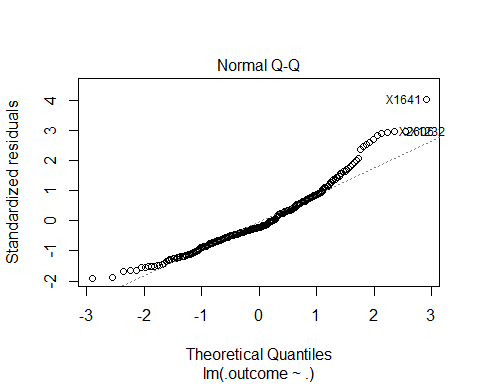 Normal Q-Q
Standardized residuals
4
3
2
1
0
-1
-2
X1641
-3
-2
-1
0
1
2
3
Theoretical Quantiles
lm(.outcome ~ .)